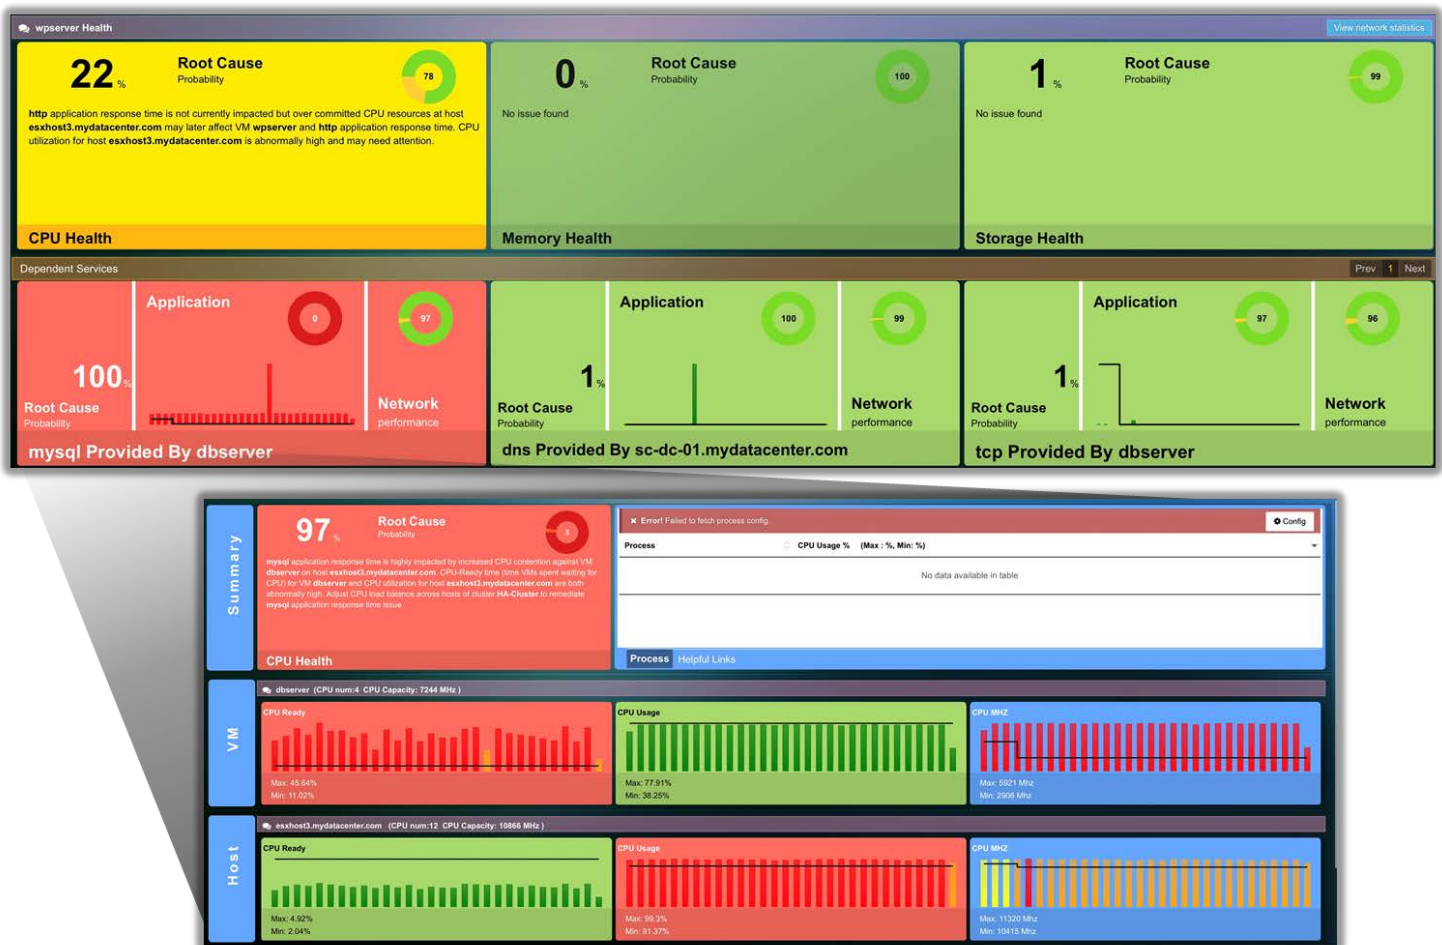 wpserver Health
View network statistics
22 %
Root Cause
Probability
78
http application response time is not currently impacted but over committed CPU resources at host
esxhost3.mydatacenter.com may later affect VM wpserver and http application response time. CPU
utilization for host esxhost3.mydatacenter.com is abnormally high and may need attention.
CPU Health
0 %
Root Cause
Probability
100
No issue found
Memory Health
1 %
Root Cause
Probability
99
No issue found
Storage Health
Dependent Services
Prev 1 Next
Application
0
97
100 %
Root Cause
Probability
Network
performance
mysql Provided By dbserver
Application
100
99
1 %
Root Cause
Probability
Network
performance
dns Provided By sc-dc-01.mydatacenter.com
Application
97
96
1 %
Root Cause
Probability
Network
performance
tcp Provided By dbserver
Summary
97 %
Root Cause
Probability
3
mysql application response time is highly impacted by increased CPU contention against VM
dbserver on host esxhost3.mydatacenter.com. CPU-Ready time (time VMs spent waiting for
CPU) for VM dbserver and CPU utilization for host esxhost3.mydatacenter.com are both
abnormally high. Adjust CPU load balance across hosts of cluster HA-Cluster to remediate
mysql application response time issue
CPU Health
Error! Failed to fetch process config.
Config
Process CPU Usage % (Max : %, Min: %)
No data available in table
Process Helpful Links
VM
dbserver (CPU num:4 CPU Capacity: 7244 MHz )
CPU Ready
Max: 45.64%
Min: 11.02%
CPU Usage
Max: 77.91%
Min: 38.25%
CPU MHZ
Max: 5921 Mhz
Min: 2906 Mhz
Host
esxhost3.mydatacenter.com (CPU num:12 CPU Capacity: 10866 MHz )
CPU Ready
Max: 4.92%
Min: 2.04%
CPU Usage
Max: 99.3%
Min: 91.37%
CPU MHZ
Max: 11320 Mhz
Min: 10415 Mhz